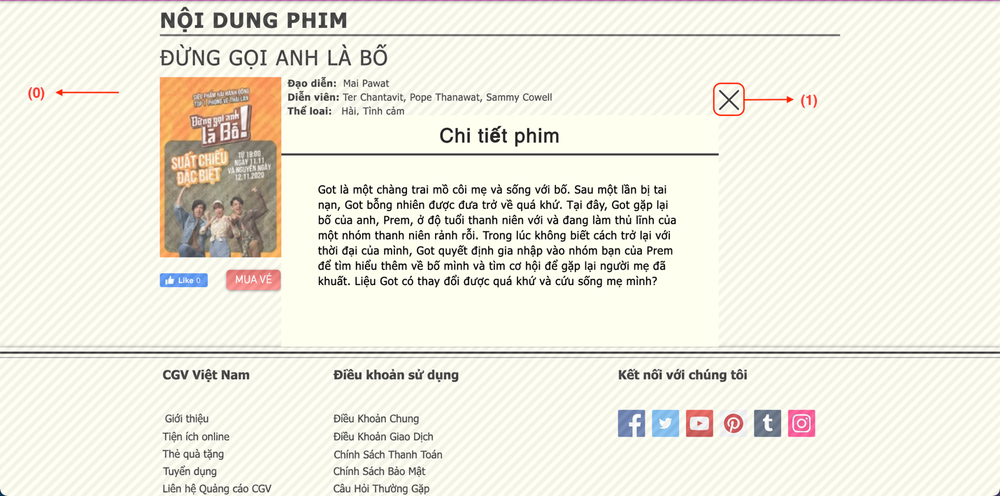 NỘI DUNG PHIM
ĐỪNG GỌI ANH LÀ BỐ
(0)
SIÊU PHẨM HÀI HÀNH ĐỘNG
TOP 1 PHÒNG VÉ THÁI LAN
Đừng gọi anh
là Bố!
SUẤT CHIẾU
ĐẶC BIỆT
TỪ 19:00
NGÀY 11.11
VÀ NGUYÊN NGÀY
12.11.2020
Like 0
MUA VÉ
Đạo diễn: Mai Pawat
Diễn viên: Ter Chantavit, Pope Thanawat, Sammy Cowell
Thể loại: Hài, Tình cảm
(1)
Chi tiết phim
Got là một chàng trai mồ côi mẹ và sống với bố. Sau một lần bị tai
nạn, Got bỗng nhiên được đưa trở về quá khứ. Tại đây, Got gặp lại
bố của anh, Prem, ở độ tuổi thanh niên với và đang làm thủ lĩnh của
một nhóm thanh niên rảnh rỗi. Trong lúc không biết cách trở lại với
thời đại của mình, Got quyết định gia nhập vào nhóm bạn của Prem
để tìm hiểu thêm về bố mình và tìm cơ hội để gặp lại người mẹ đã
khuất. Liệu Got có thay đổi được quá khứ và cứu sống mẹ mình?
CGV Việt Nam
Giới thiệu
Tiện ích online
Thẻ quà tặng
Tuyển dụng
Liên hệ Quảng cáo CGV
Điều khoản sử dụng
Điều Khoản Chung
Điều Khoản Giao Dịch
Chính Sách Thanh Toán
Chính Sách Bảo Mật
Câu Hỏi Thường Gặp
Kết nối với chúng tôi